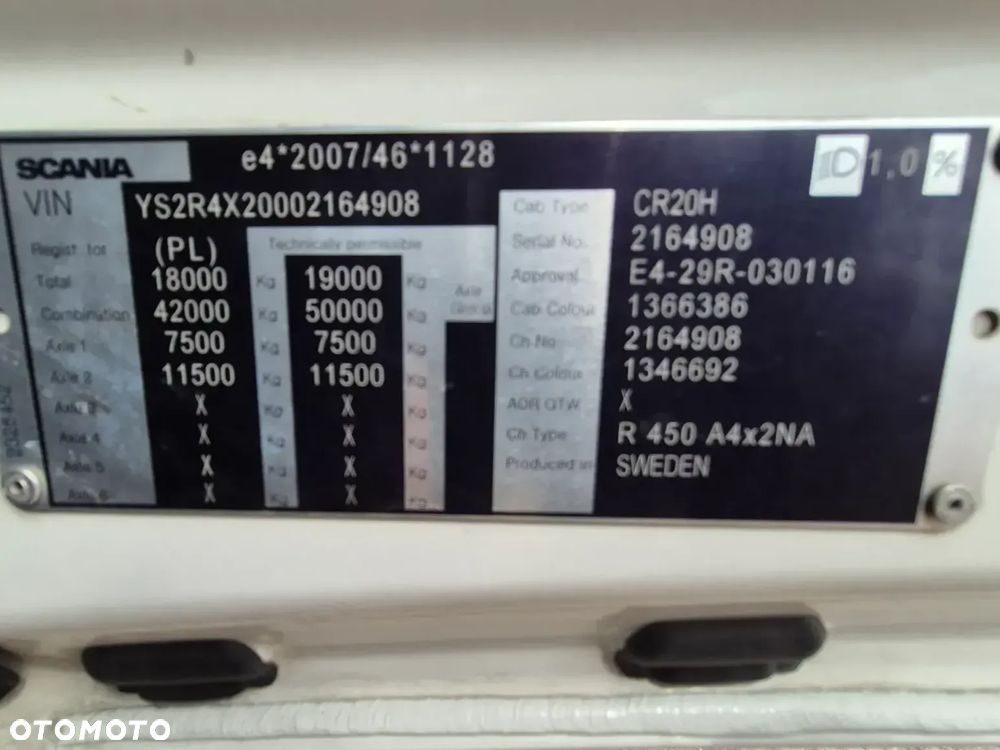 SCANIA e4*2007/46*1128 1,0 %
VIN YS2R4X20002164908 Cab Type CR20H
Regist for (PL) Technically permissible Serial No. 2164908
Total 18000 Kg 19000 Kg Axle Approval E4-29R-030116
Combination 42000 Kg 50000 Kg Cab Colour 1366386
Axle 1 7500 Kg 7500 Kg Ch No 2164908
Axle 2 11500 Kg 11500 Kg Ch Colour 1346692
Axle 3 X Kg X Kg ADR GTW X
Axle 4 X Kg X Kg Ch Type R 450 A4x2NA
Axle 5 X Kg X Kg Produced in SWEDEN
Axle 6 X Kg X Kg
OTOMOTO